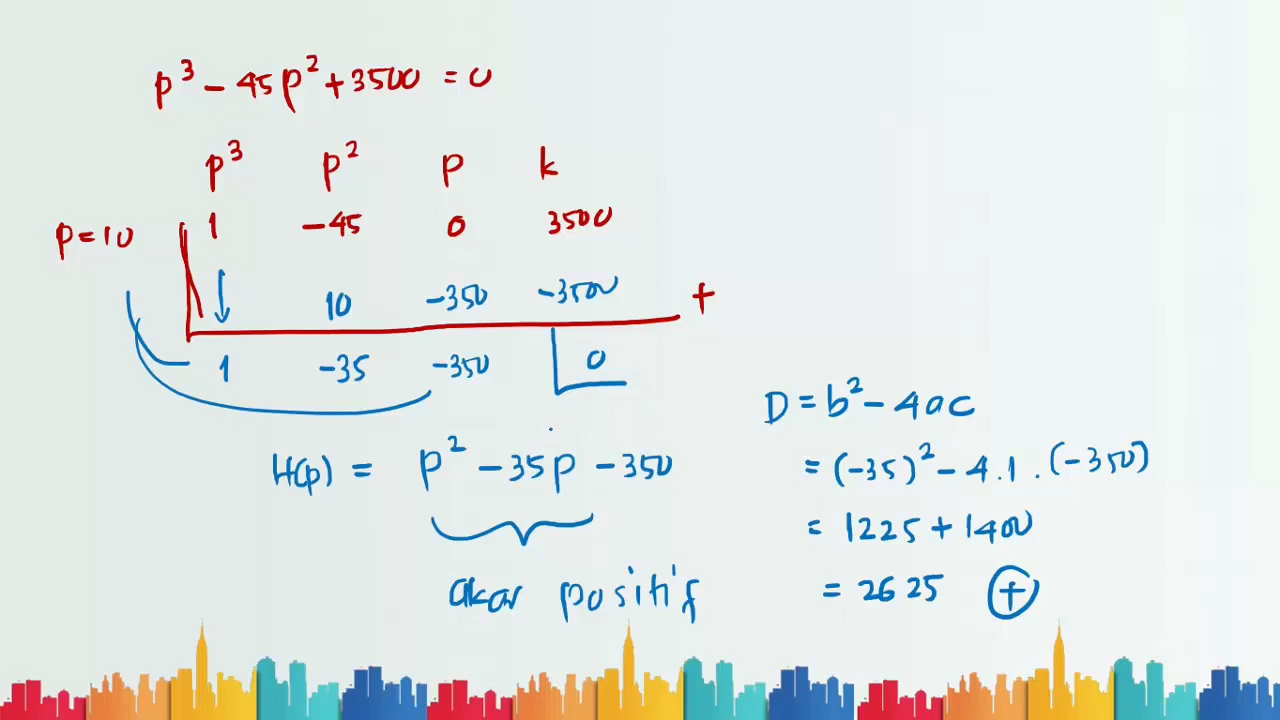 p³ - 45p² + 3500 = 0
p³ p² p k
p = 10 1 -45 0 3500
10 -350 -3500 +
1 -35 -350 0
H(p) = p² - 35p - 350
akar positif
D = b² - 4ac
= (-35)² - 4.1.(-350)
= 1225 + 1400
= 2625 +